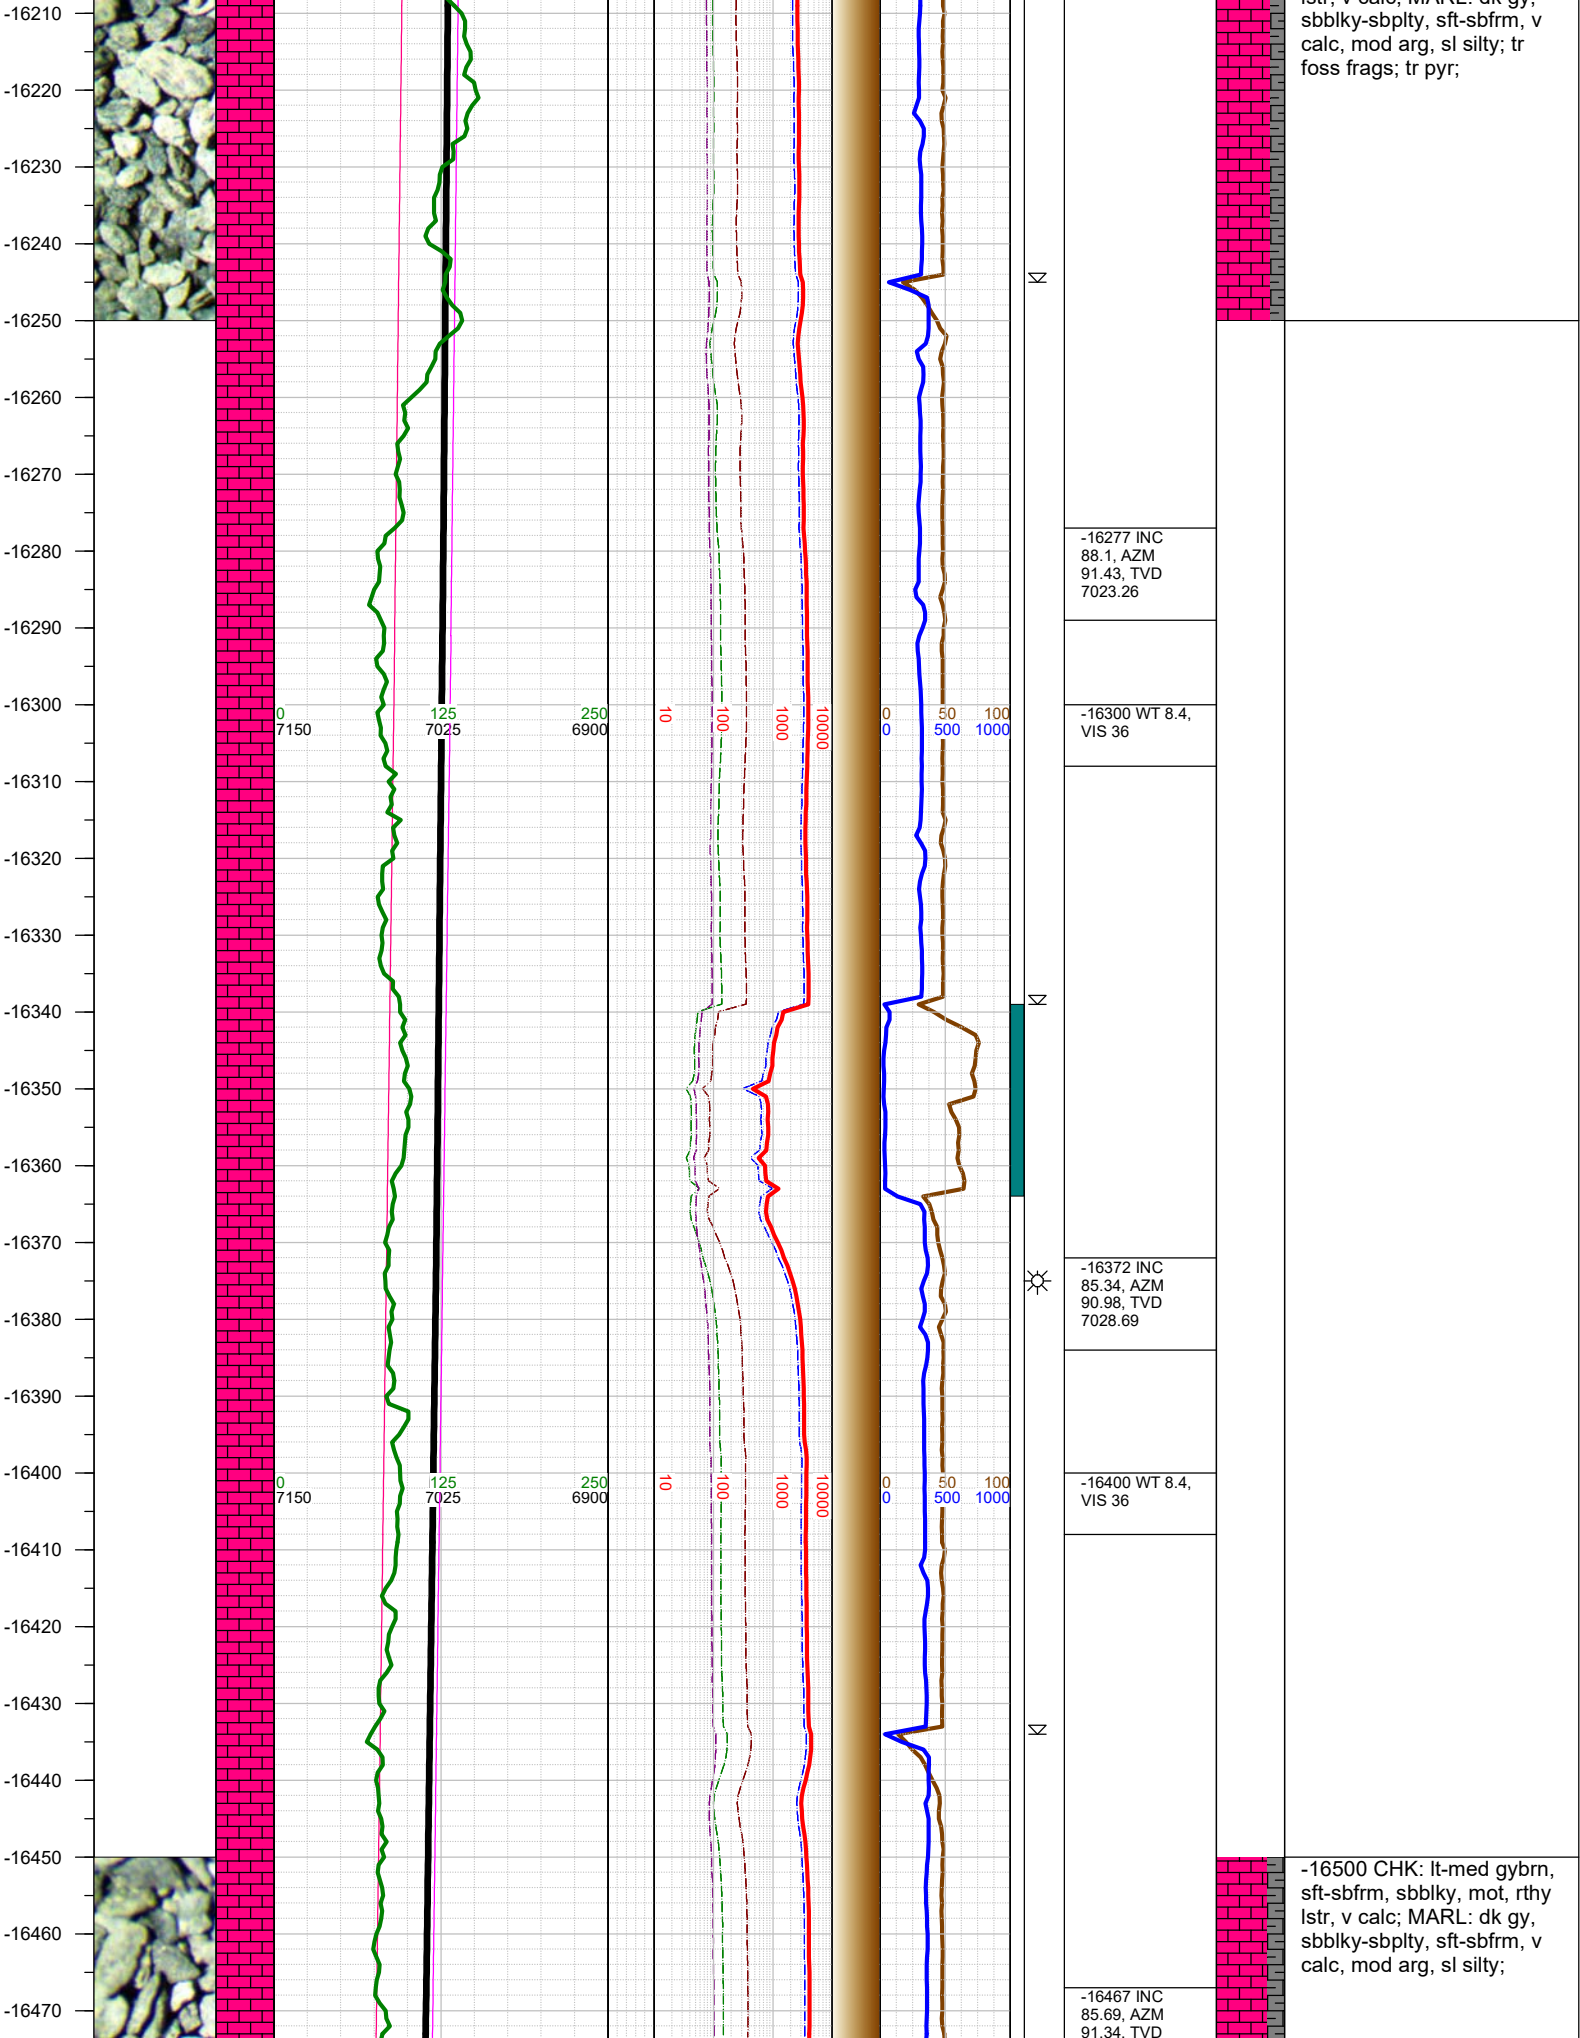 -16210
-16220
-16230
-16240
-16250
-16260
-16270
-16280
-16290
-16300
-16310
-16320
-16330
-16340
-16350
-16360
-16370
-16380
-16390
-16400
-16410
-16420
-16430
-16440
-16450
-16460
-16470
0 125 250
7150 7025 6900
10 100 1000 10000
0 50 100
0 500 1000
0 125 250
7150 7025 6900
10 100 1000 10000
0 50 100
0 500 1000
-16277 INC
88.1, AZM
91.43, TVD
7023.26
-16300 WT 8.4,
VIS 36
-16372 INC
85.34, AZM
90.98, TVD
7028.69
-16400 WT 8.4,
VIS 36
-16467 INC
85.69, AZM
91.34, TVD
lstr, v calc; MARL: dk gy,
sbblky-sbplty, sft-sbfrm, v
calc, mod arg, sl silty; tr
foss frags; tr pyr;
-16500 CHK: lt-med gybrn,
sft-sbfrm, sbblky, mot, rthy
lstr, v calc; MARL: dk gy,
sbblky-sbplty, sft-sbfrm, v
calc, mod arg, sl silty;